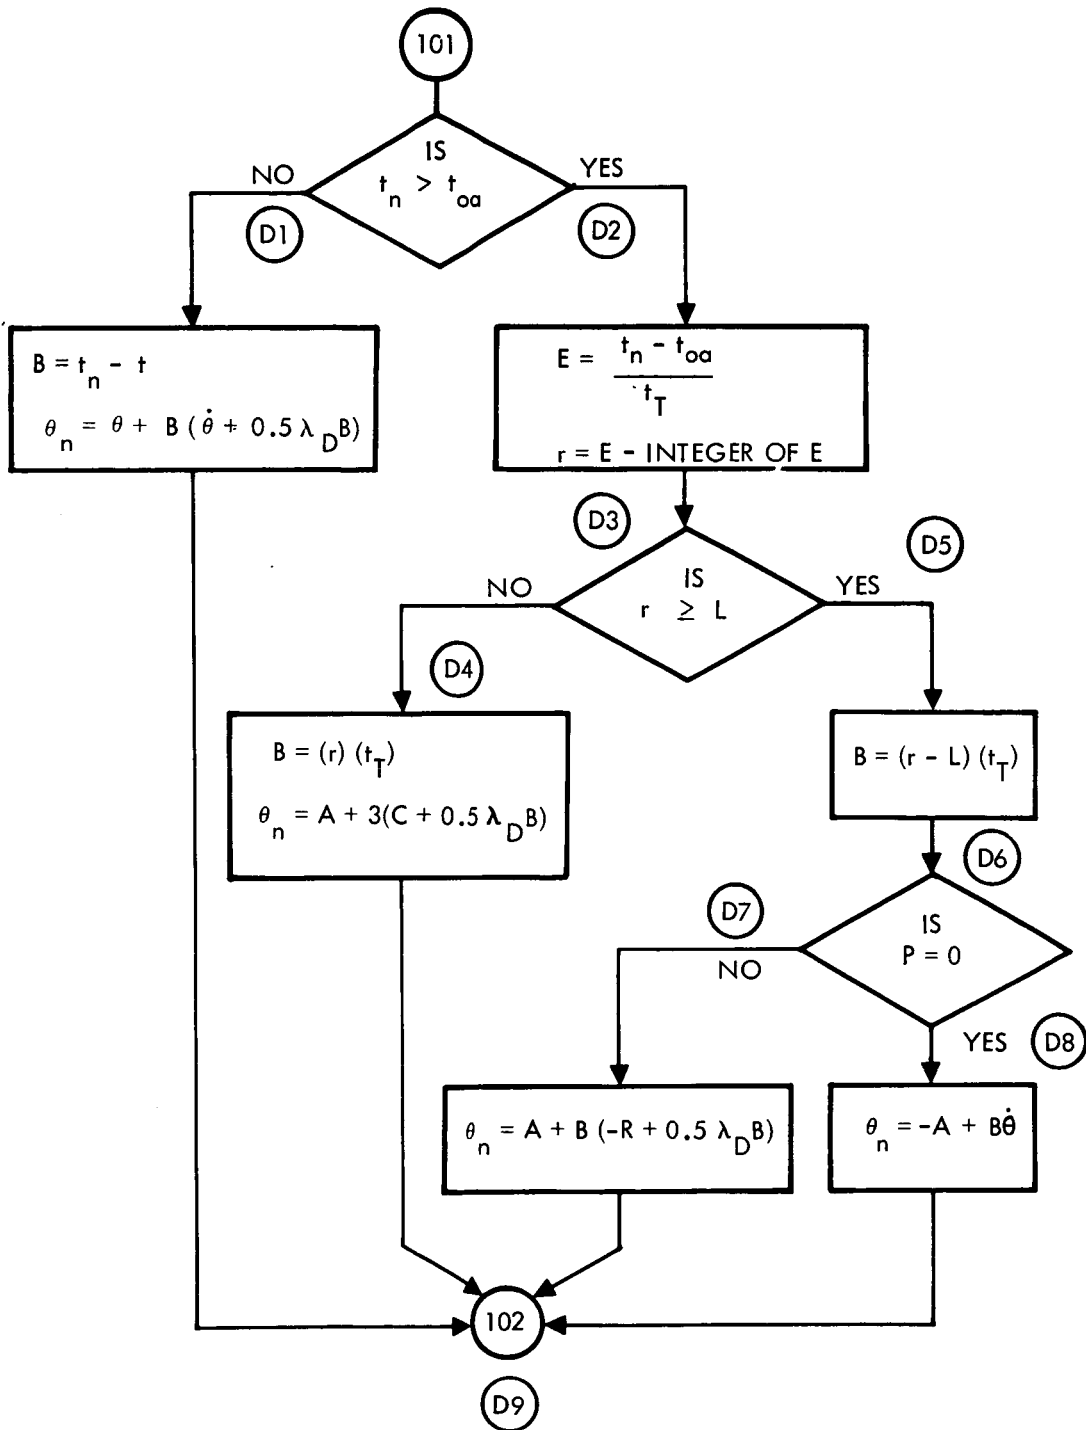 101
IS
t_n > t_oa
NO
YES
D1
D2
B = t_n - t
θ_n = θ + B (θ̇ + 0.5 λ_D B)
E = (t_n - t_oa) / t_T
r = E - INTEGER OF E
D3
D5
IS
r ≥ L
NO
YES
D4
B = (r) (t_T)
θ_n = A + 3(C + 0.5 λ_D B)
B = (r - L) (t_T)
D6
D7
IS
P = 0
NO
YES
D8
θ_n = A + B (-R + 0.5 λ_D B)
θ_n = -A + Bθ̇
102
D9